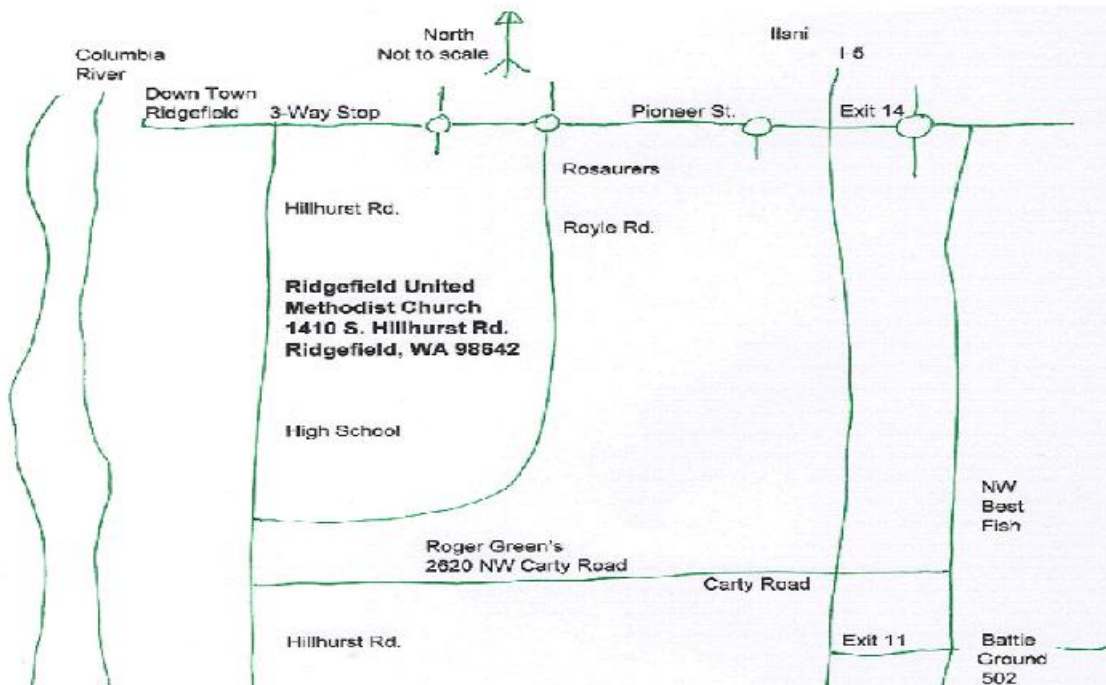 North
Not to scale
Ilani
I-5
Columbia
River
Down Town
Ridgefield
3-Way Stop
Pioneer St.
Exit 14
Rosaurers
Hillhurst Rd.
Royle Rd.
Ridgefield United
Methodist Church
1410 S. Hillhurst Rd.
Ridgefield, WA 98642
High School
NW
Best
Fish
Roger Green's
2620 NW Carty Road
Carty Road
Hillhurst Rd.
Exit 11
Battle
Ground
502